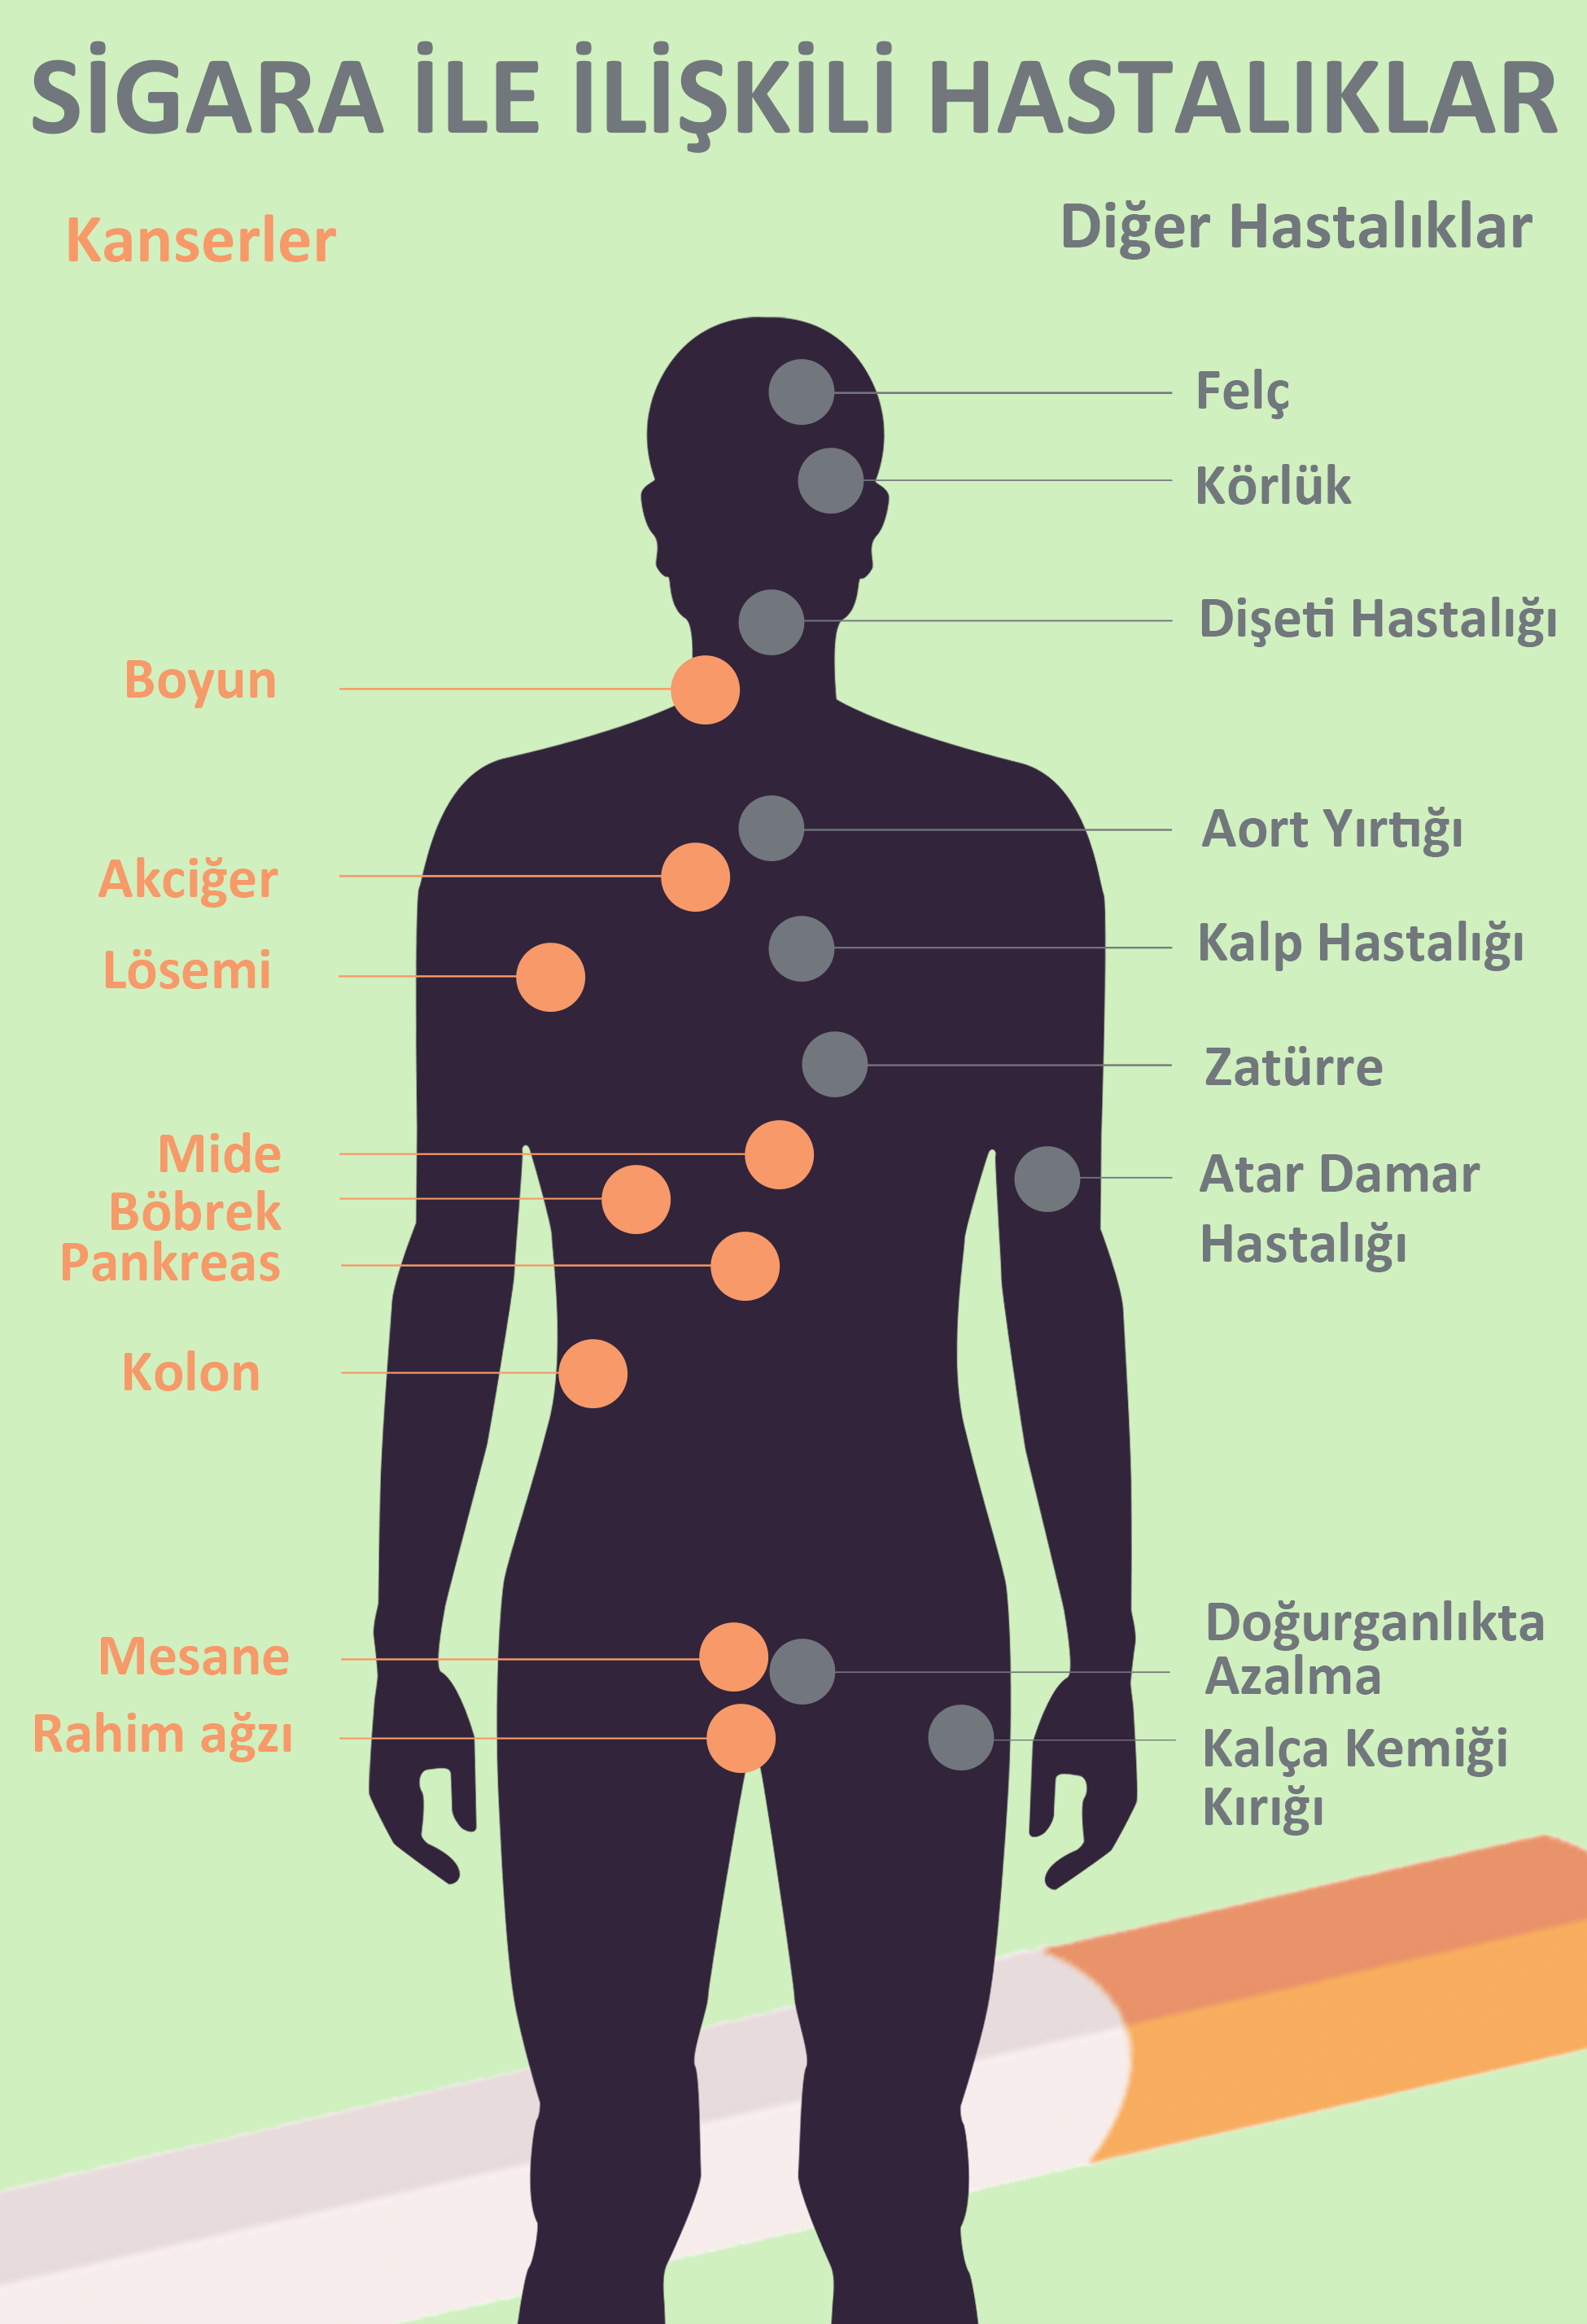 SİGARA İLE İLİŞKİLİ HASTALIKLAR
Kanserler
Boyun
Akciğer
Lösemi
Mide
Böbrek
Pankreas
Kolon
Mesane
Rahim ağzı
Diğer Hastalıklar
Felç
Körlük
Dişeti Hastalığı
Aort Yırtığı
Kalp Hastalığı
Zatürre
Atar Damar
Hastalığı
Doğurganlıkta
Azalma
Kalça Kemiği
Kırığı